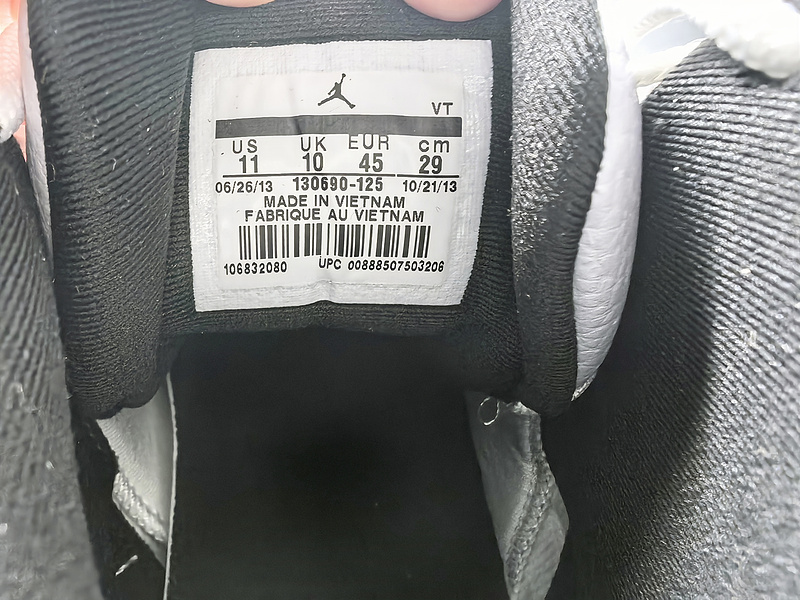 VT
US UK EUR cm
11 10 45 29
06/26/13 130690-125 10/21/13
MADE IN VIETNAM
FABRIQUE AU VIETNAM
106832080 UPC 00888507503206